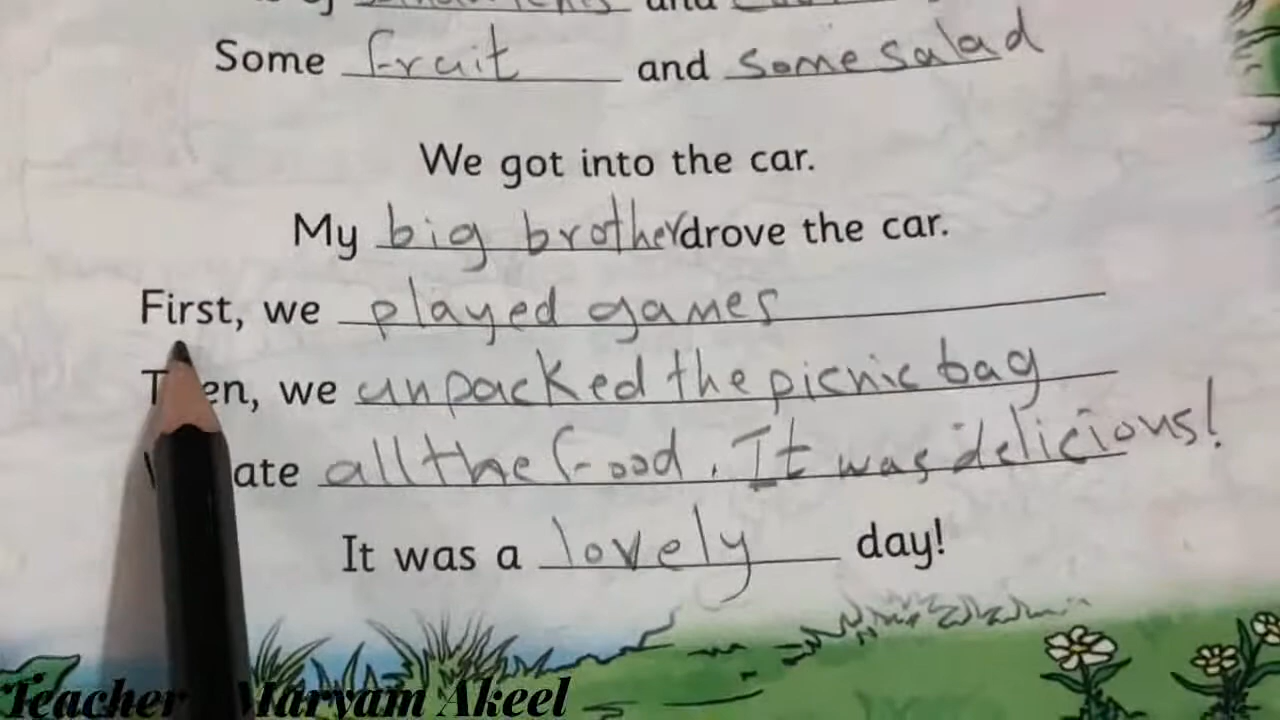 and
Some fruit and some salad
We got into the car.
My big brother drove the car.
First, we played games
Then, we unpacked the picnic bag
ate all the food. It was delicious!
It was a lovely day!
Teacher Maryam Akeel